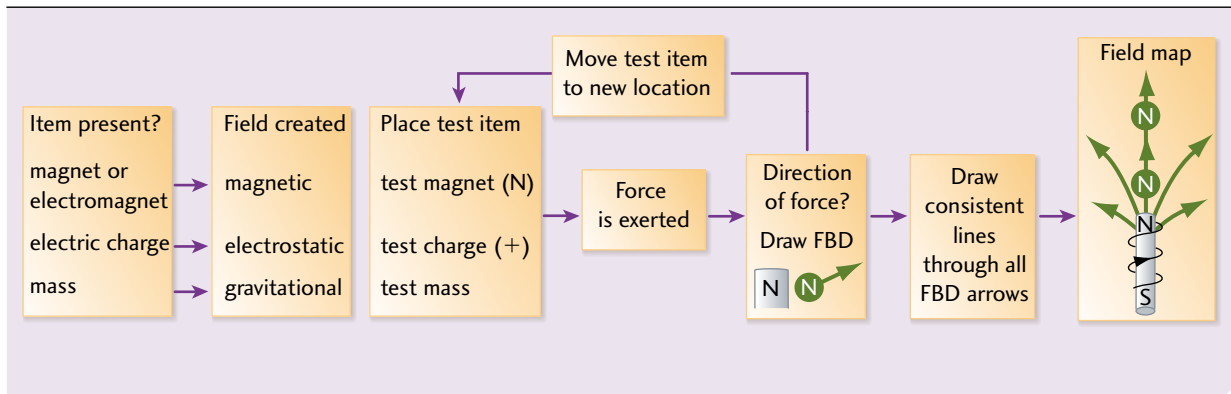 Item present?
magnet or
electromagnet
electric charge
mass
Field created
magnetic
electrostatic
gravitational
Place test item
test magnet (N)
test charge (+)
test mass
Move test item
to new location
Force
is exerted
Direction
of force?
Draw FBD
N N
Draw
consistent
lines
through all
FBD arrows
Field map
N
N
N
S